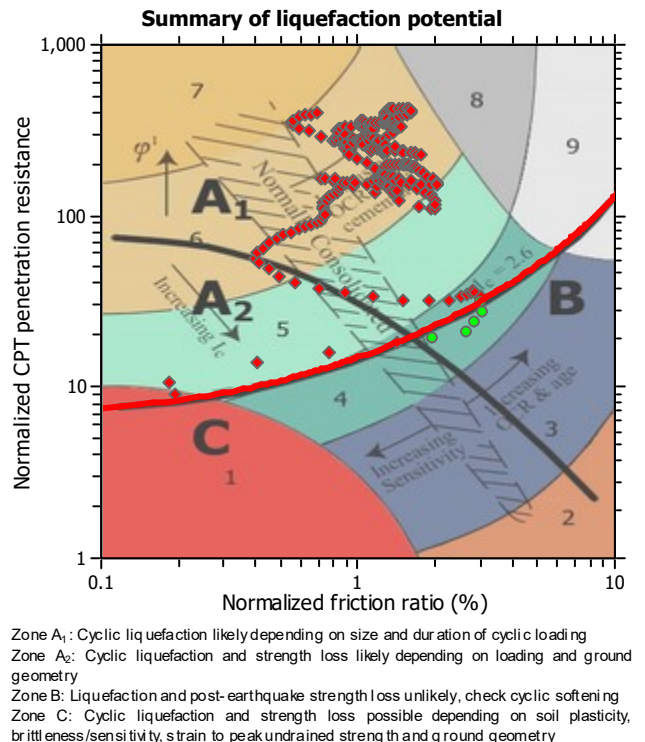 Summary of liquefaction potential
Normalized CPT penetration resistance
1,000
100
10
1
7
8
9
φ'
A₁
Normally Consolidated
OCR
cement
6
A₂
Increasing I꜀
5
I꜀ = 2.6
B
4
Increasing
OCR & age
3
Increasing
Sensitivity
C
1
2
0.1
1
10
Normalized friction ratio (%)
Zone A₁: Cyclic liquefaction likely depending on size and duration of cyclic loading
Zone A₂: Cyclic liquefaction and strength loss likely depending on loading and ground
geometry
Zone B: Liquefaction and post-earthquake strength loss unlikely, check cyclic softening
Zone C: Cyclic liquefaction and strength loss possible depending on soil plasticity,
brittleness/sensitivity, strain to peak undrained strength and ground geometry